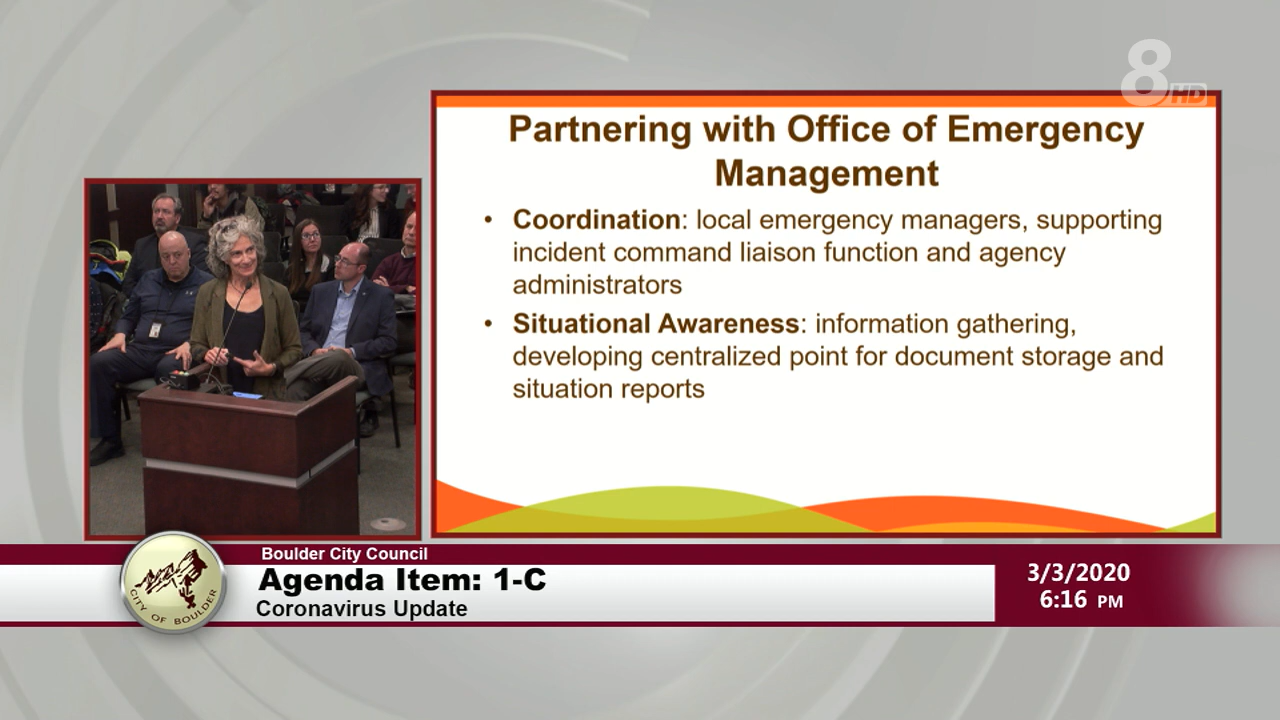 8HD
Partnering with Office of Emergency
Management
• Coordination: local emergency managers, supporting
incident command liaison function and agency
administrators
• Situational Awareness: information gathering,
developing centralized point for document storage and
situation reports
Boulder City Council
Agenda Item: 1-C
Coronavirus Update
3/3/2020
6:16 PM
CITY OF BOULDER